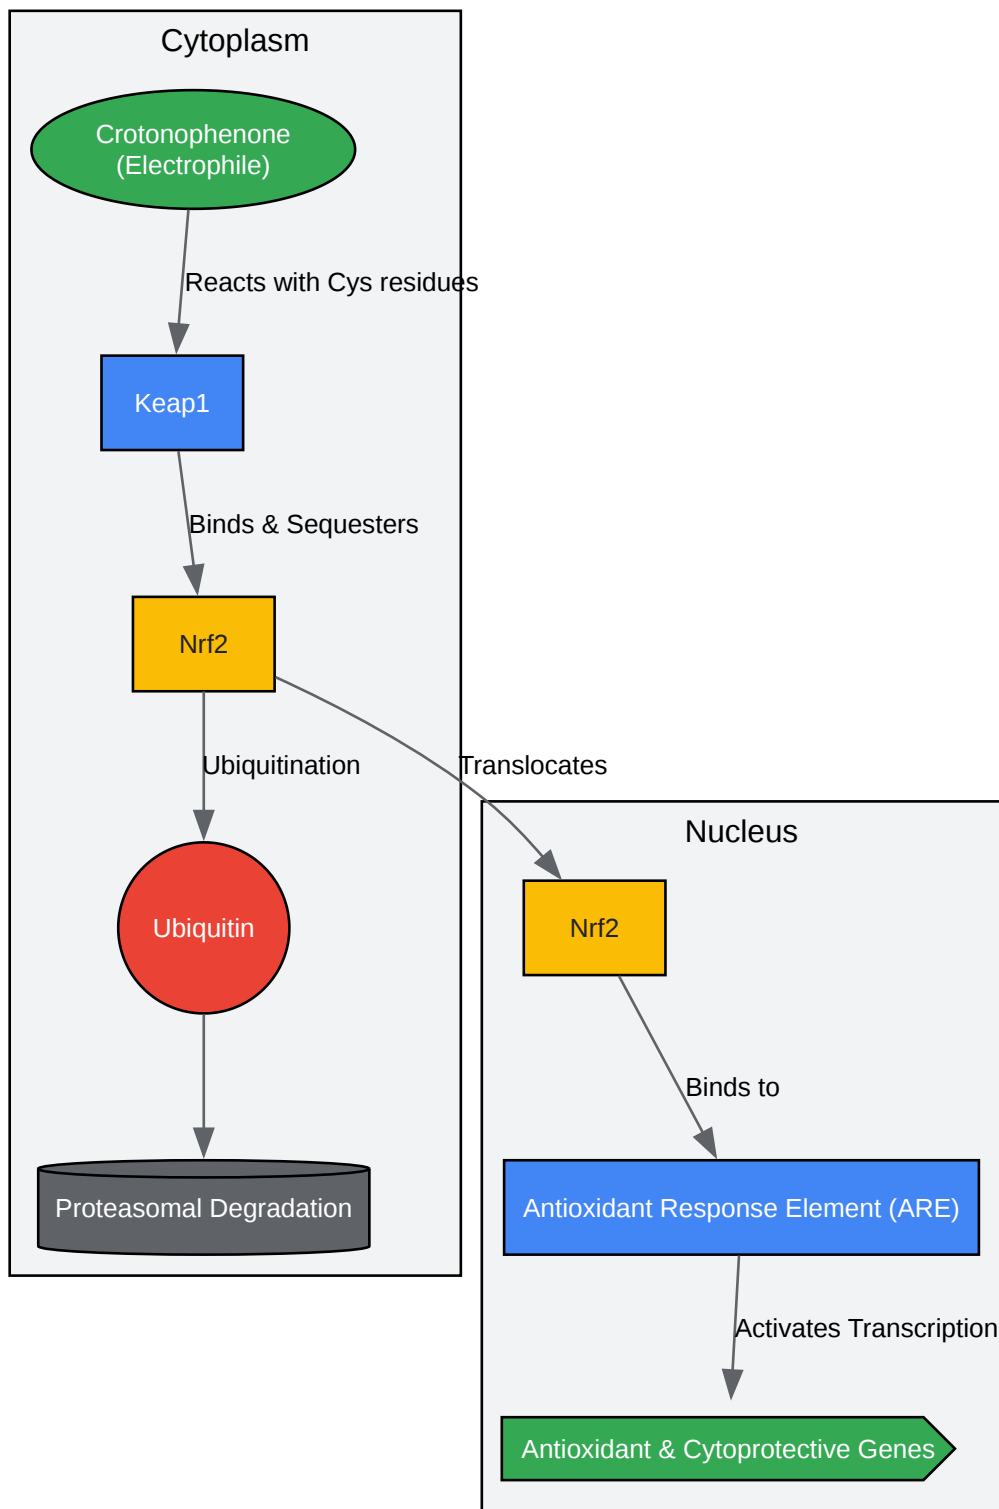 Cytoplasm
Crotonophenone
(Electrophile)
Reacts with Cys residues
Keap1
Binds & Sequesters
Nrf2
Ubiquitination
Translocates
Nucleus
Nrf2
Ubiquitin
Binds to
Proteasomal Degradation
Antioxidant Response Element (ARE)
Activates Transcription
Antioxidant & Cytoprotective Genes